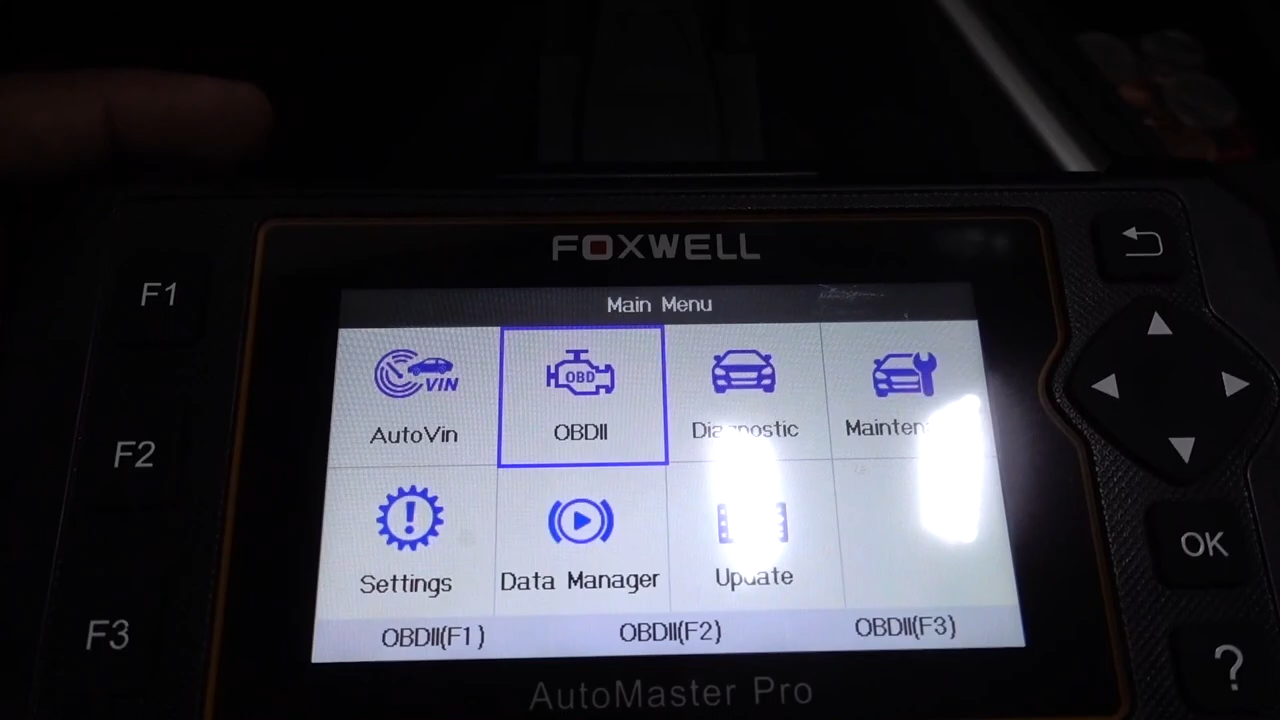 FOXWELL
F1
F2
F3
Main Menu
VIN
OBD
AutoVin
OBDII
Diagnostic
Settings
Data Manager
Update
OBDII(F1)
OBDII(F2)
OBDII(F3)
OK
?
AutoMaster Pro